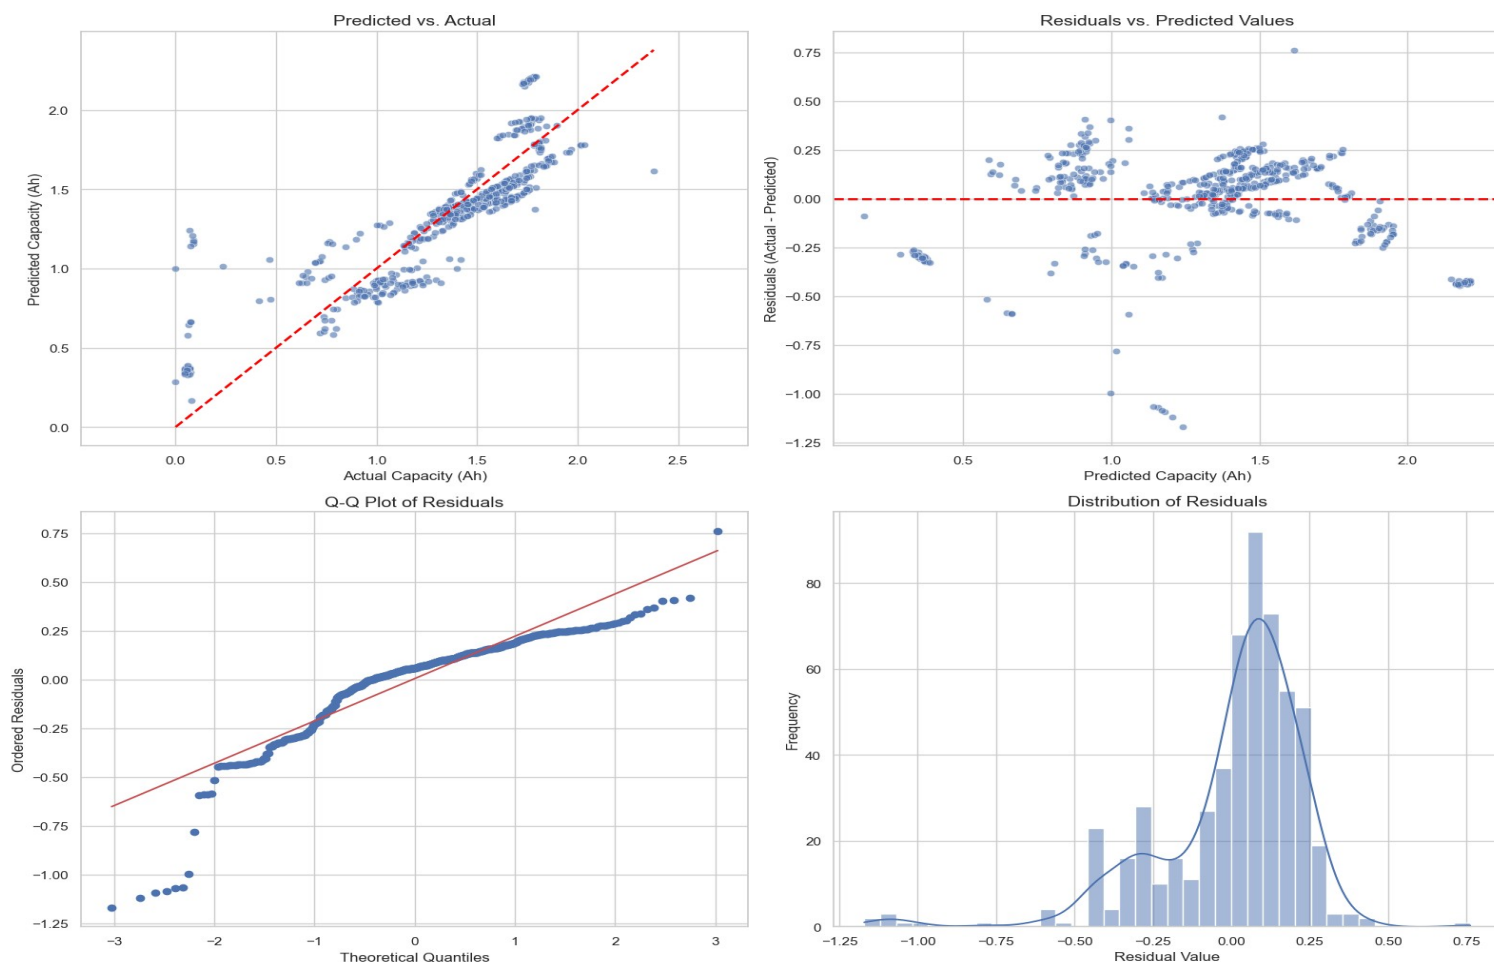 Predicted vs. Actual
Predicted Capacity (Ah)
2.0
1.5
1.0
0.5
0.0
0.0 0.5 1.0 1.5 2.0 2.5
Actual Capacity (Ah)
Residuals vs. Predicted Values
Residuals (Actual - Predicted)
0.75
0.50
0.25
0.00
−0.25
−0.50
−0.75
−1.00
−1.25
0.5 1.0 1.5 2.0
Predicted Capacity (Ah)
Q-Q Plot of Residuals
Ordered Residuals
0.75
0.50
0.25
0.00
−0.25
−0.50
−0.75
−1.00
−1.25
−3 −2 −1 0 1 2 3
Theoretical Quantiles
Distribution of Residuals
Frequency
80
60
40
20
0
−1.25 −1.00 −0.75 −0.50 −0.25 0.00 0.25 0.50 0.75
Residual Value